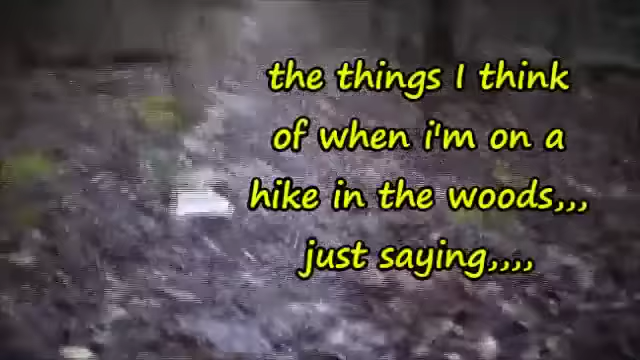 the things I think
of when i'm on a
hike in the woods,,,
just saying,,,,